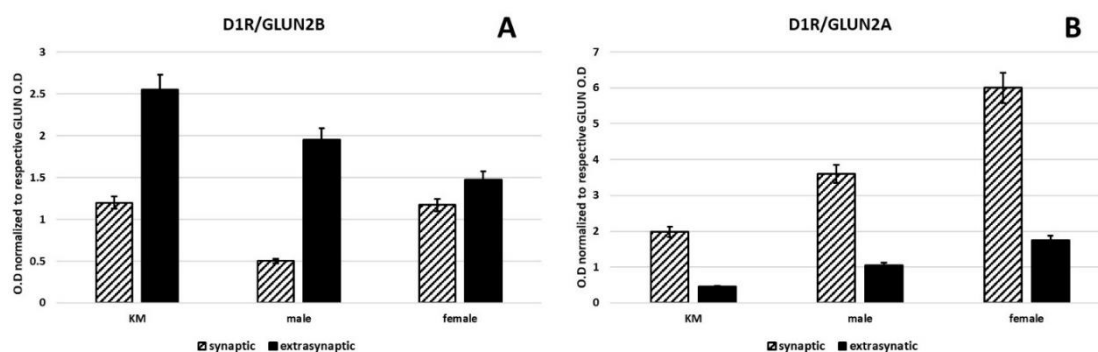 D1R/GLUN2B
A
O.D normalized to respective GLUN O.D
3
2.5
2
1.5
1
0.5
0
KM
male
female
synaptic
extrasynaptic
D1R/GLUN2A
B
O.D normalized to respective GLUN O.D
7
6
5
4
3
2
1
0
KM
male
female
synaptic
extrasynatic